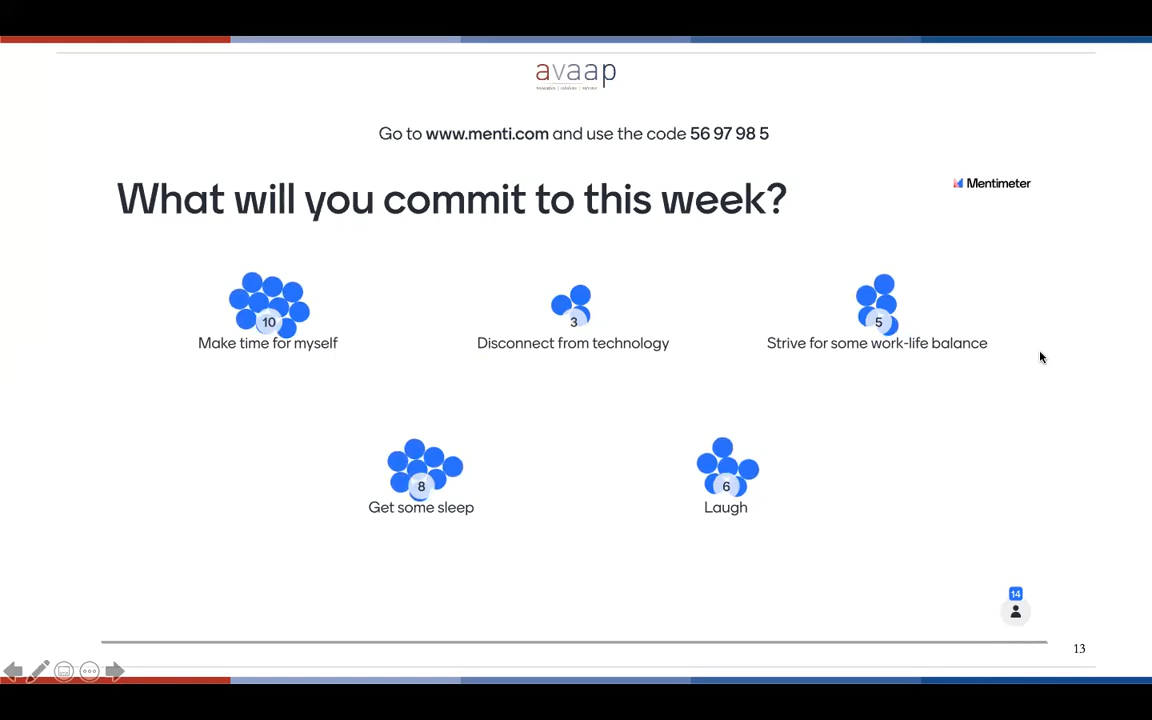 avaap
Go to www.menti.com and use the code 56 97 98 5
What will you commit to this week?
Mentimeter
10
Make time for myself
3
Disconnect from technology
5
Strive for some work-life balance
8
Get some sleep
6
Laugh
14
13